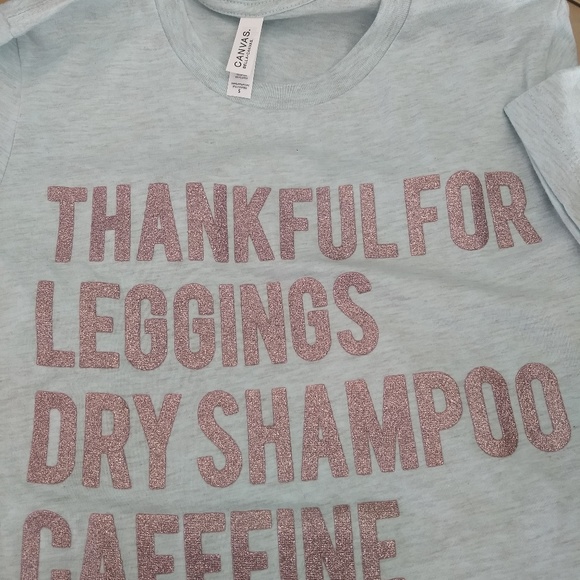 CANVAS.
THANKFUL FOR
LEGGINGS
DRY SHAMPOO
CAFFEINE